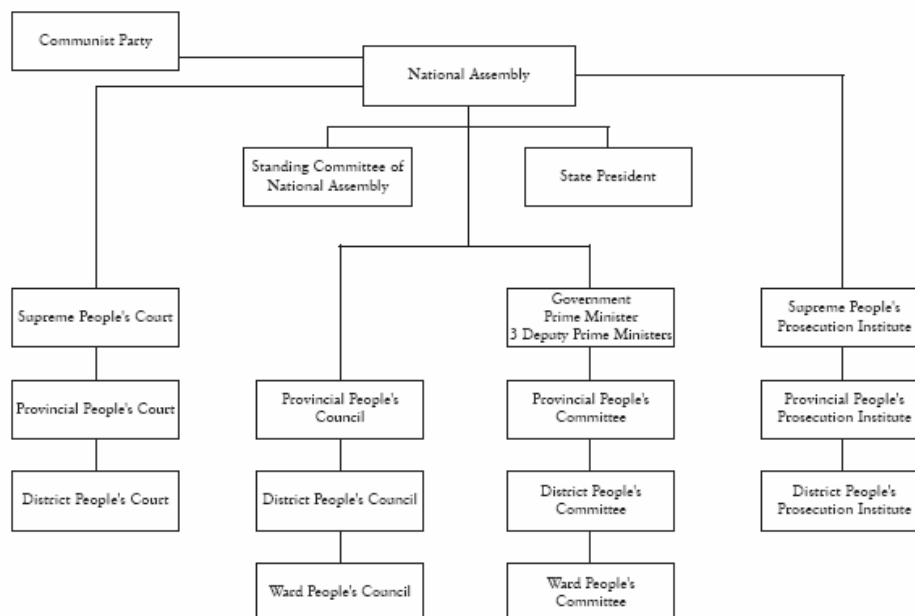 Communist Party
National Assembly
Standing Committee of
National Assembly
State President
Supreme People's Court
Government
Prime Minister
3 Deputy Prime Ministers
Supreme People's
Prosecution Institute
Provincial People's Court
Provincial People's
Council
Provincial People's
Committee
Provincial People's
Prosecution Institute
District People's Court
District People's Council
District People's
Committee
District People's
Prosecution Institute
Ward People's Council
Ward People's
Committee